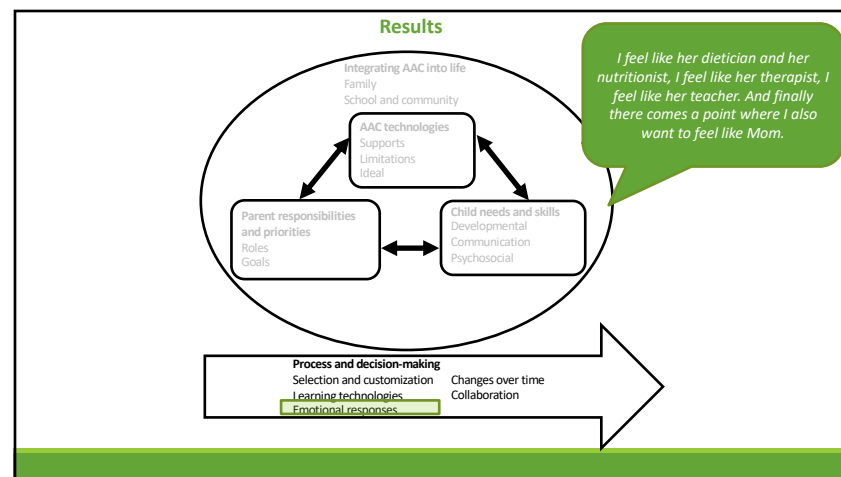 Results
Integrating AAC into life
Family
School and community
AAC technologies
Supports
Limitations
Ideal
Parent responsibilities
and priorities
Roles
Goals
Child needs and skills
Developmental
Communication
Psychosocial
I feel like her dietician and her
nutritionist, I feel like her therapist, I
feel like her teacher. And finally
there comes a point where I also
want to feel like Mom.
Process and decision-making
Selection and customization
Learning technologies
Emotional responses
Changes over time
Collaboration